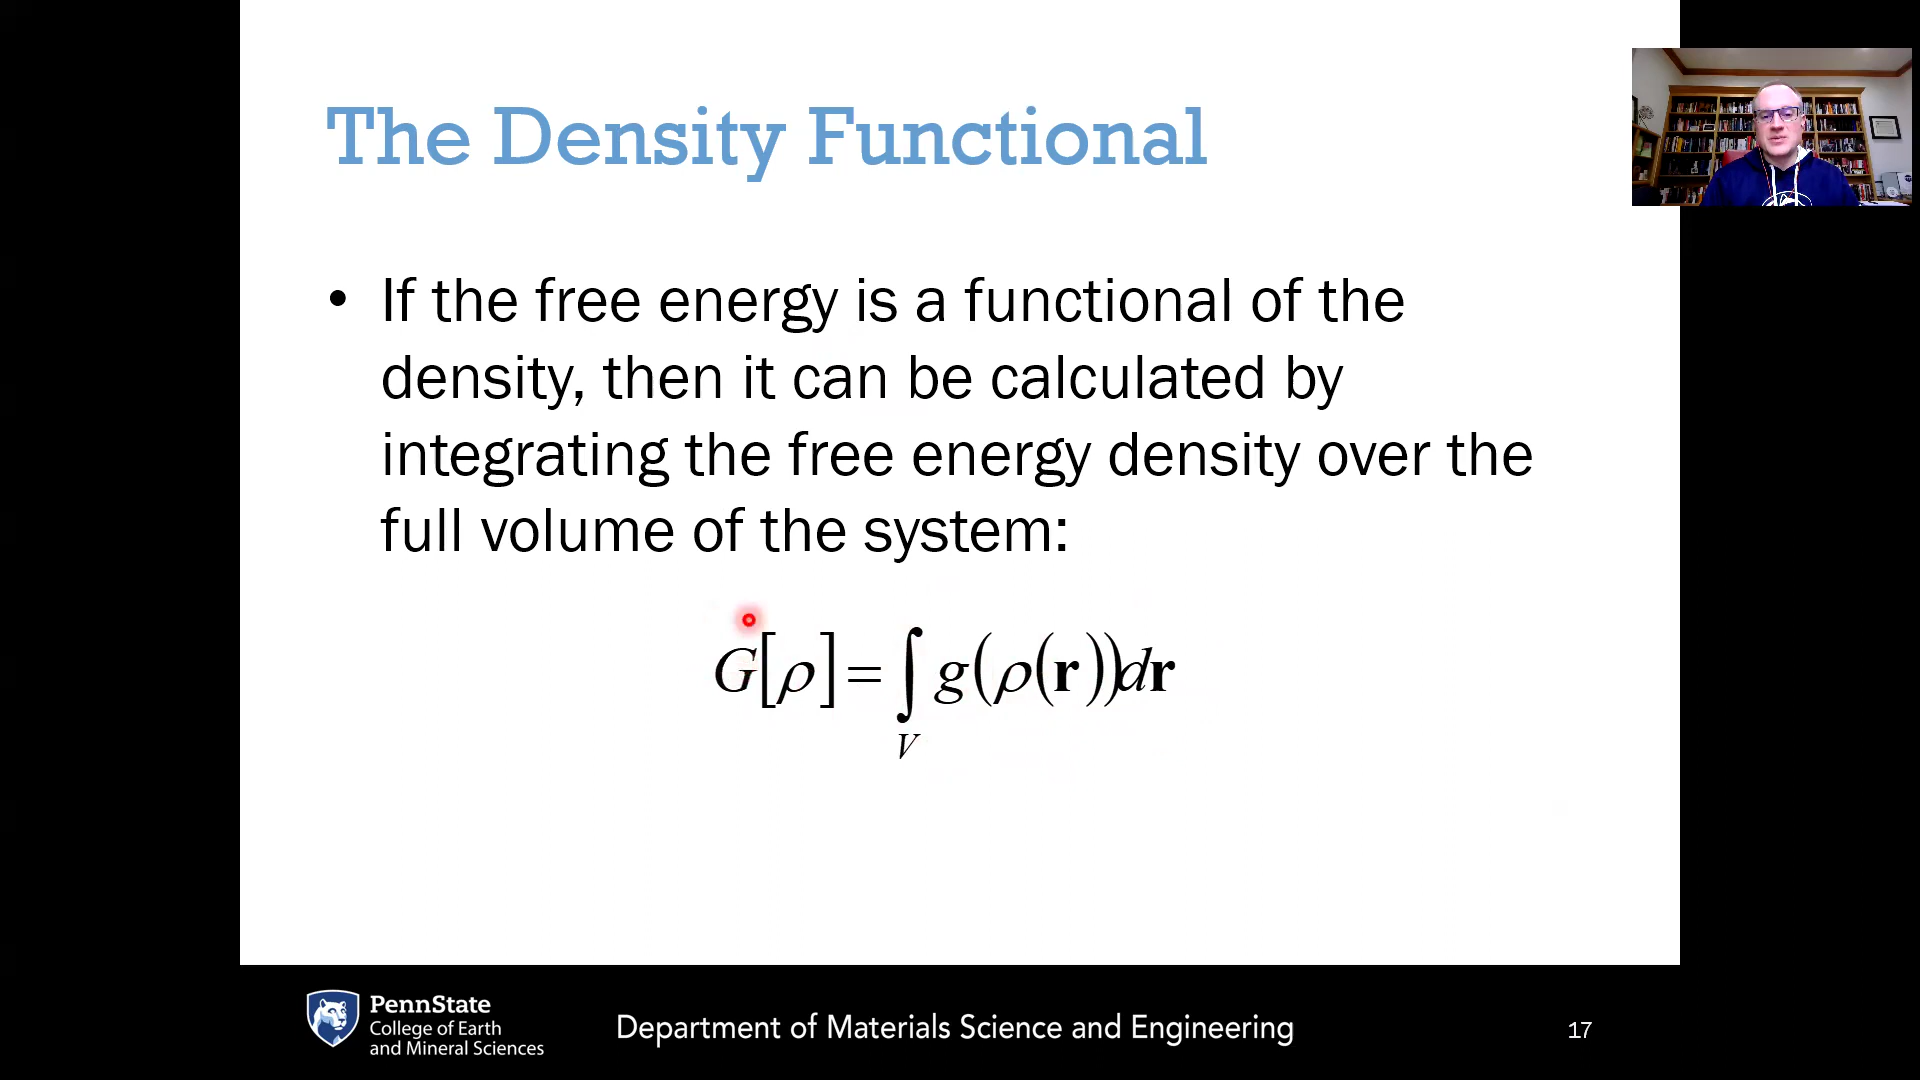 The Density Functional
• If the free energy is a functional of the
density, then it can be calculated by
integrating the free energy density over the
full volume of the system:
G[ρ] = ∫_V g(ρ(𝐫))d𝐫
PennState
College of Earth
and Mineral Sciences
Department of Materials Science and Engineering
17